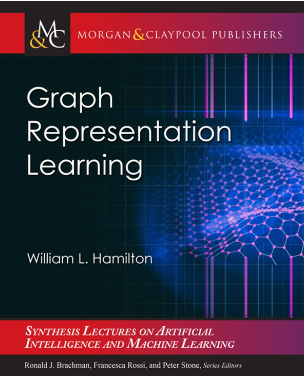 M&C
MORGAN & CLAYPOOL PUBLISHERS
Graph
Representation
Learning
William L. Hamilton
SYNTHESIS LECTURES ON ARTIFICIAL
INTELLIGENCE AND MACHINE LEARNING
Ronald J. Brachman, Francesca Rossi, and Peter Stone, Series Editors